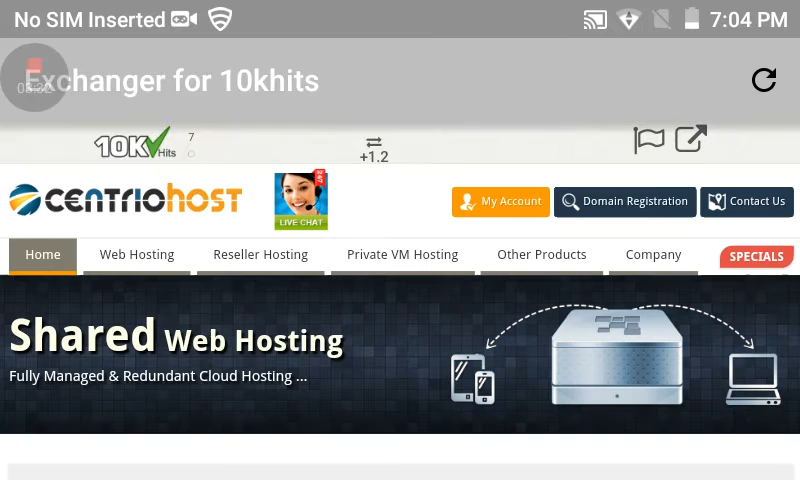 No SIM Inserted 7:04 PM
Exchanger for 10khits
10K Hits 7
+1.2
CENTRIOHOST
LIVE CHAT
My Account Domain Registration Contact Us
Home Web Hosting Reseller Hosting Private VM Hosting Other Products Company SPECIALS
Shared Web Hosting
Fully Managed & Redundant Cloud Hosting ...